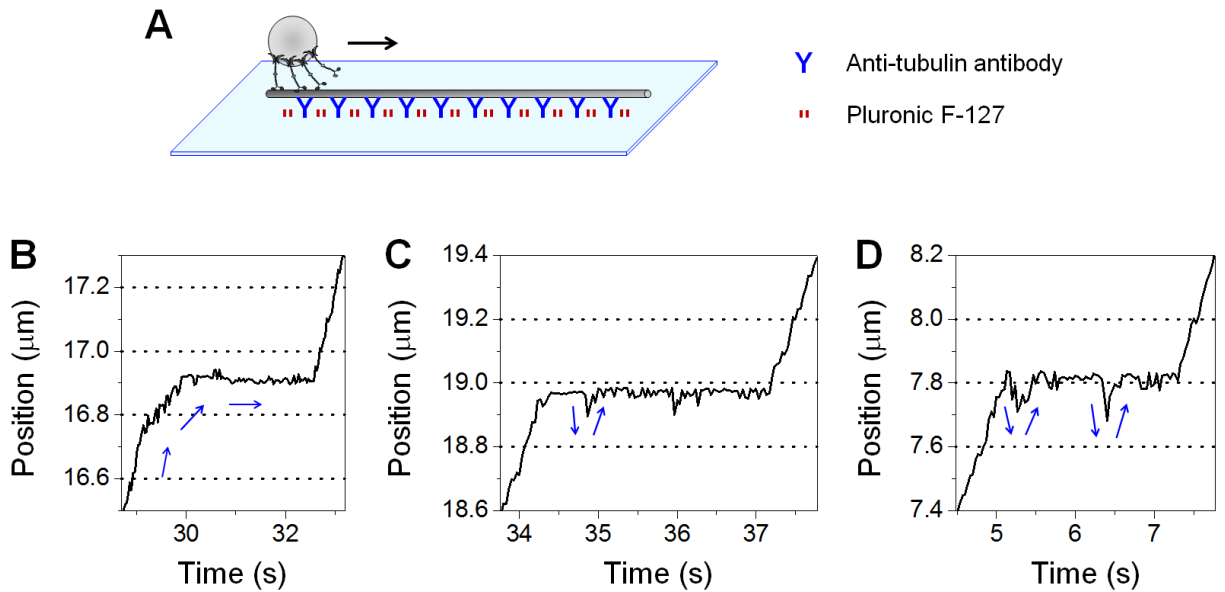 A
Anti-tubulin antibody
Pluronic F-127
B
Position (μm)
17.2
17.0
16.8
16.6
30
32
Time (s)
C
Position (μm)
19.4
19.2
19.0
18.8
18.6
34
35
36
37
Time (s)
D
Position (μm)
8.2
8.0
7.8
7.6
7.4
5
6
7
Time (s)